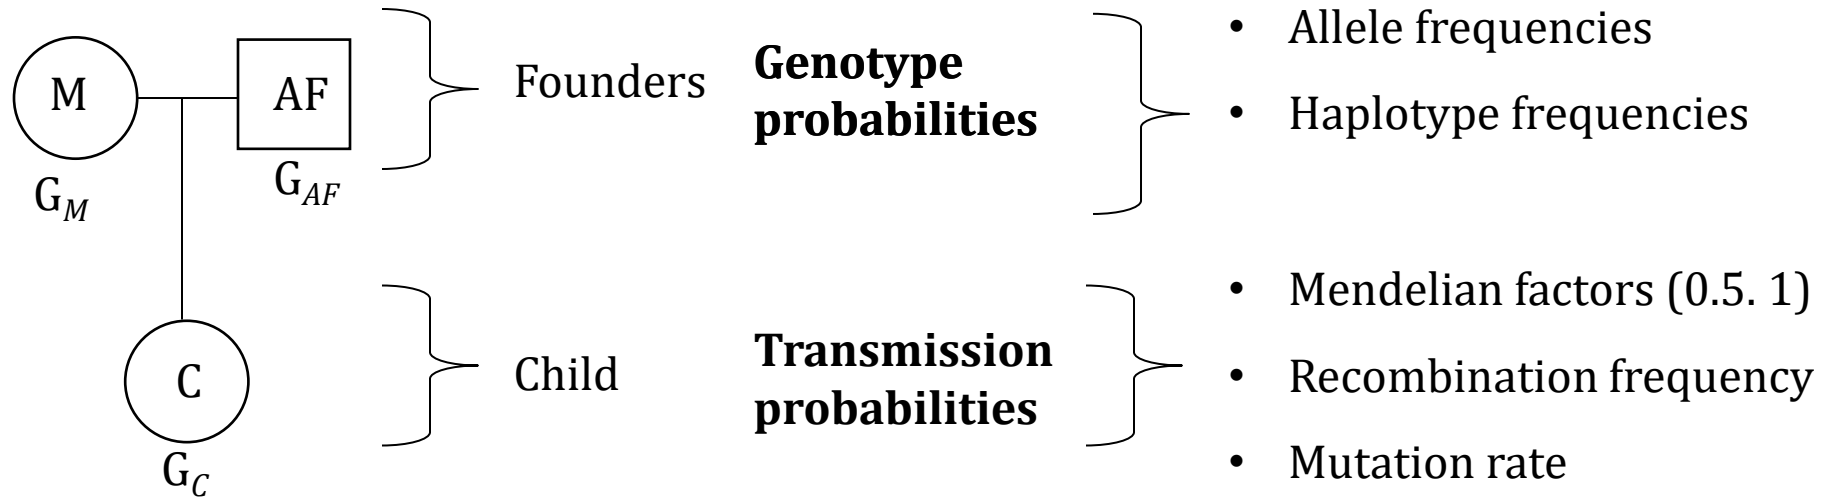 M
AF
G_M
G_AF
Founders
Genotype
probabilities
• Allele frequencies
• Haplotype frequencies
C
G_C
Child
Transmission
probabilities
• Mendelian factors (0.5. 1)
• Recombination frequency
• Mutation rate